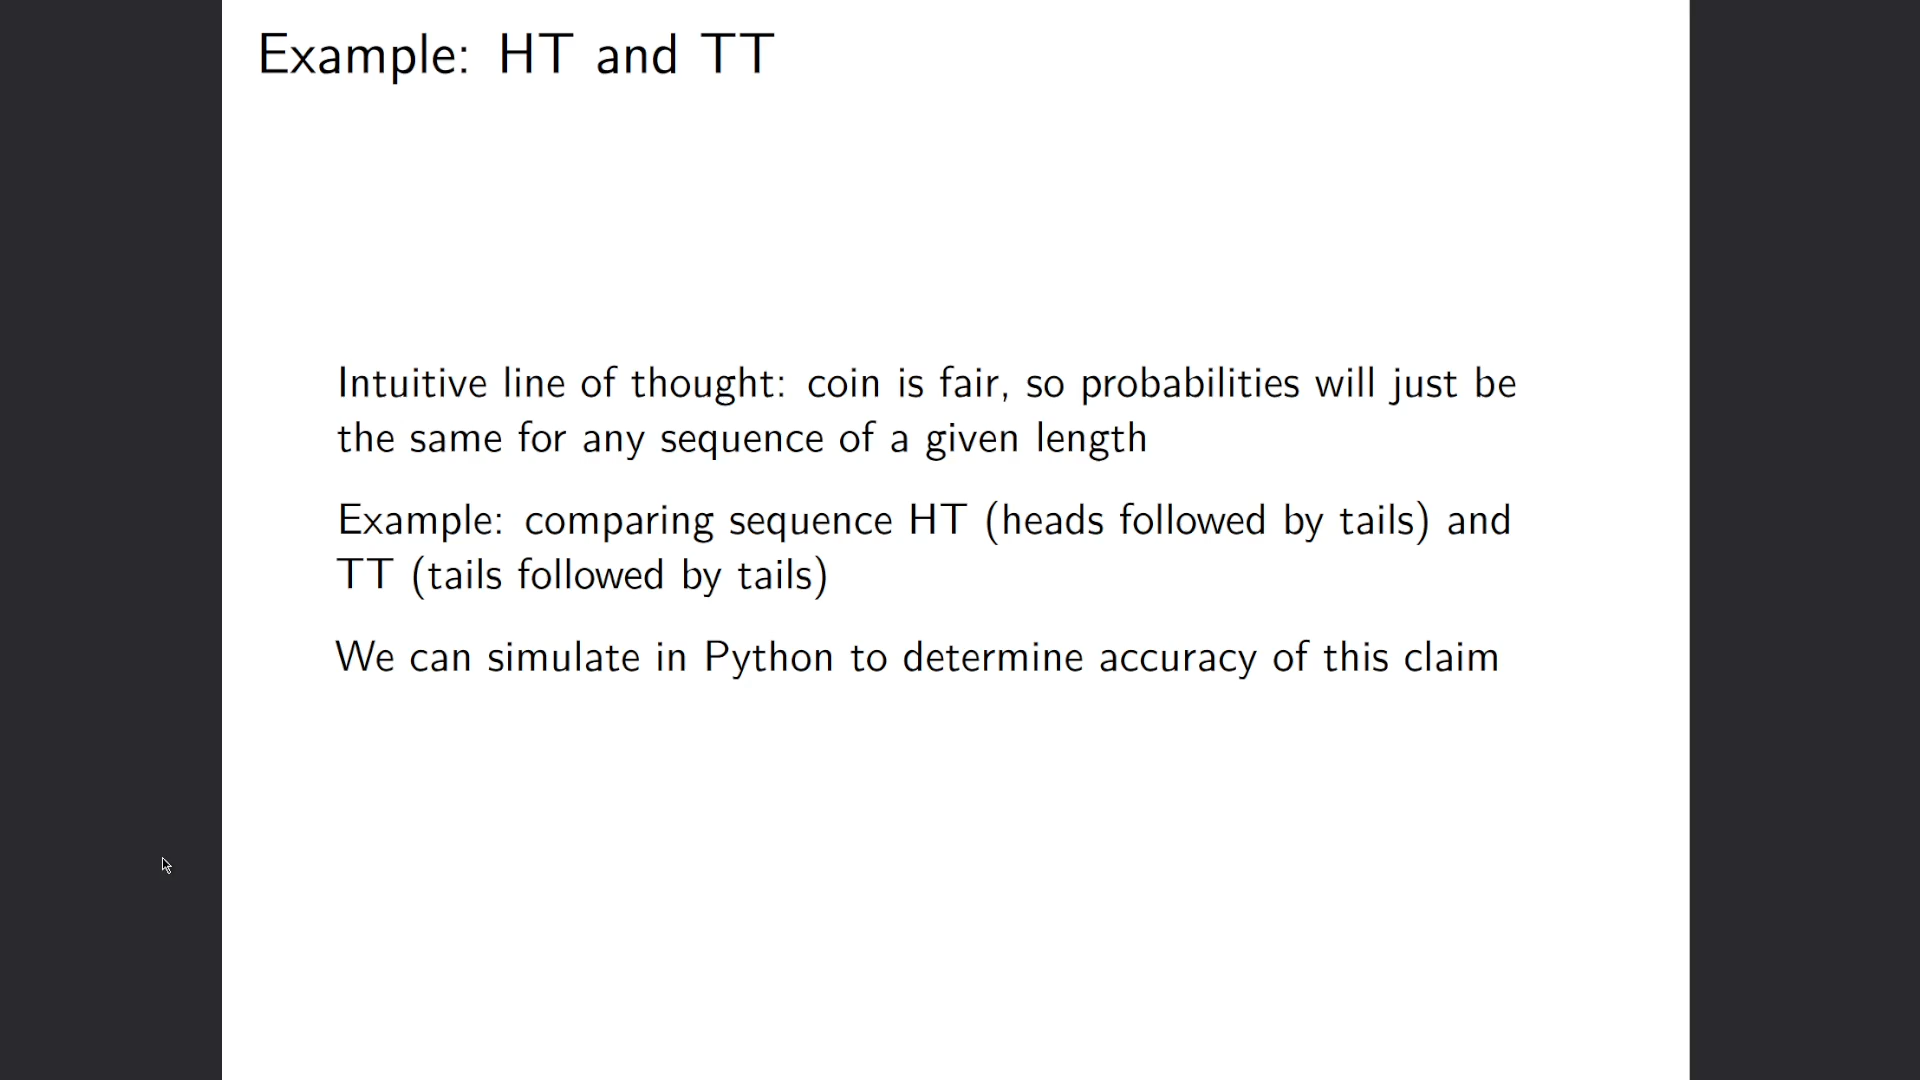 Example: HT and TT
Intuitive line of thought: coin is fair, so probabilities will just be
the same for any sequence of a given length
Example: comparing sequence HT (heads followed by tails) and
TT (tails followed by tails)
We can simulate in Python to determine accuracy of this claim